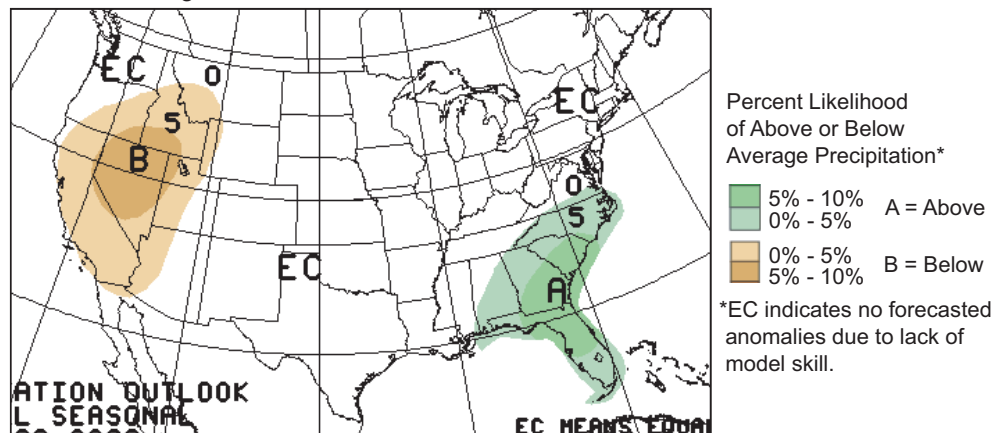 EC
O
EC
5
B
O
5
EC
A
ATION OUTLOOK
L SEASONAL
EC MEANS EQUAL
Percent Likelihood
of Above or Below
Average Precipitation*
5% - 10%
0% - 5%
A = Above
0% - 5%
5% - 10%
B = Below
*EC indicates no forecasted
anomalies due to lack of
model skill.